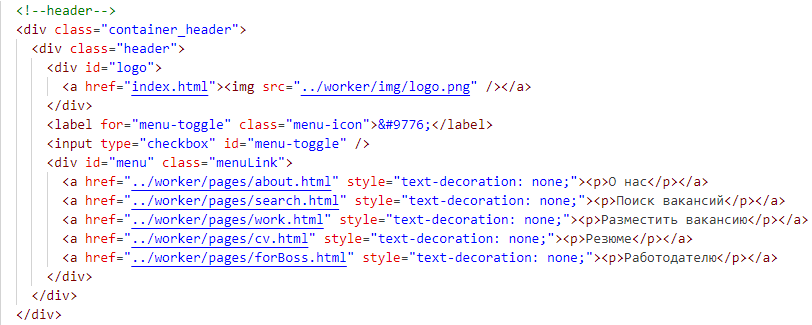 <!--header-->
<div class="container_header">
<div class="header">
<div id="logo">
<a href="index.html"><img src="../worker/img/logo.png" /></a>
</div>
<label for="menu-toggle" class="menu-icon">&#9776;</label>
<input type="checkbox" id="menu-toggle" />
<div id="menu" class="menuLink">
<a href="../worker/pages/about.html" style="text-decoration: none;"><p>О нас</p></a>
<a href="../worker/pages/search.html" style="text-decoration: none;"><p>Поиск вакансий</p></a>
<a href="../worker/pages/work.html" style="text-decoration: none;"><p>Разместить вакансию</p></a>
<a href="../worker/pages/cv.html" style="text-decoration: none;"><p>Резюме</p></a>
<a href="../worker/pages/forBoss.html" style="text-decoration: none;"><p>Работодателю</p></a>
</div>
</div>
</div>